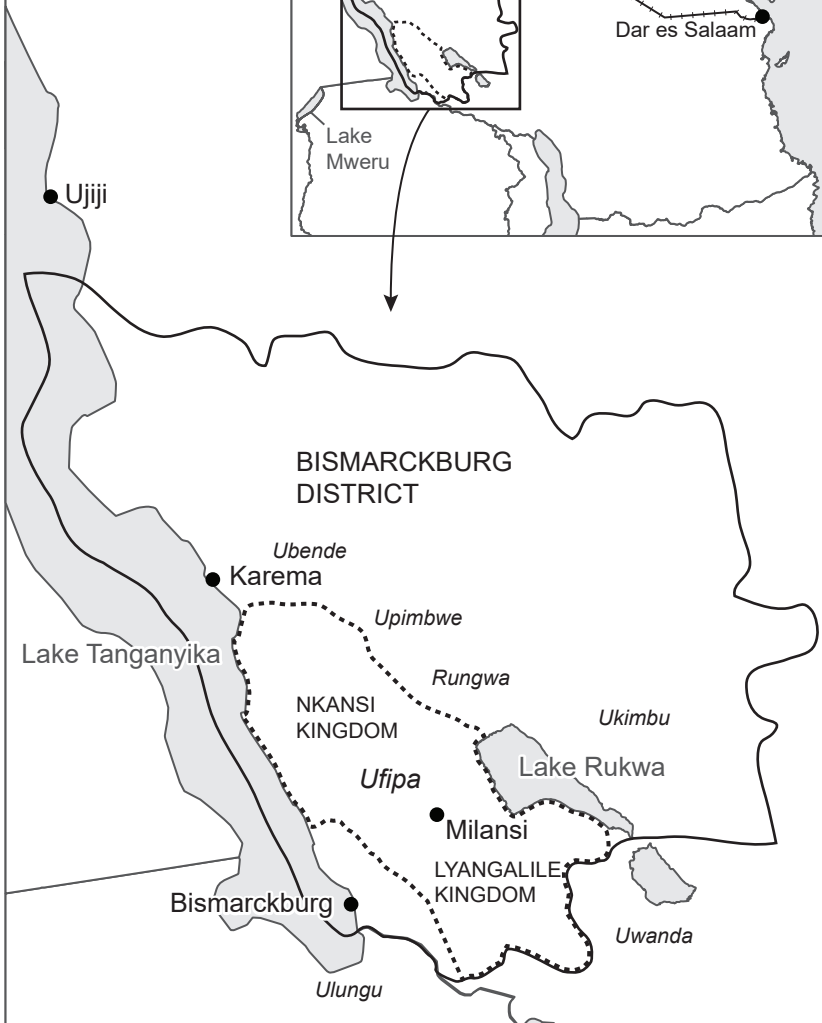 Dar es Salaam
Lake
Mweru
Ujiji
BISMARCKBURG
DISTRICT
Ubende
Karema
Upimbwe
Lake Tanganyika
Rungwa
NKANSI
KINGDOM
Ukimbu
Lake Rukwa
Ufipa
Milansi
LYANGALILE
KINGDOM
Bismarckburg
Uwanda
Ulungu